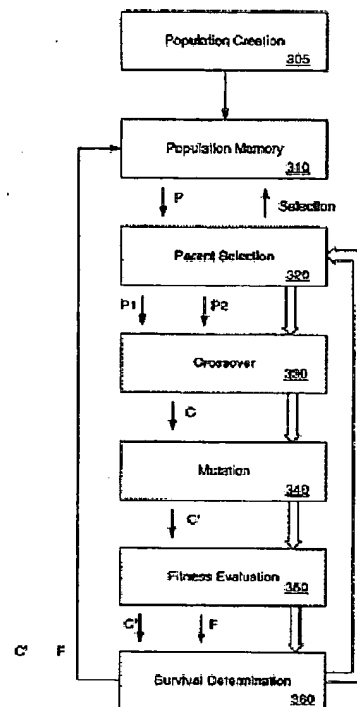 Population Creation
305
Population Memory
310
P
Selection
Parent Selection
320
P1
P2
Crossover
330
C
Mutation
340
C'
Fitness Evaluation
350
C'
F
C'
F
Survival Determination
360